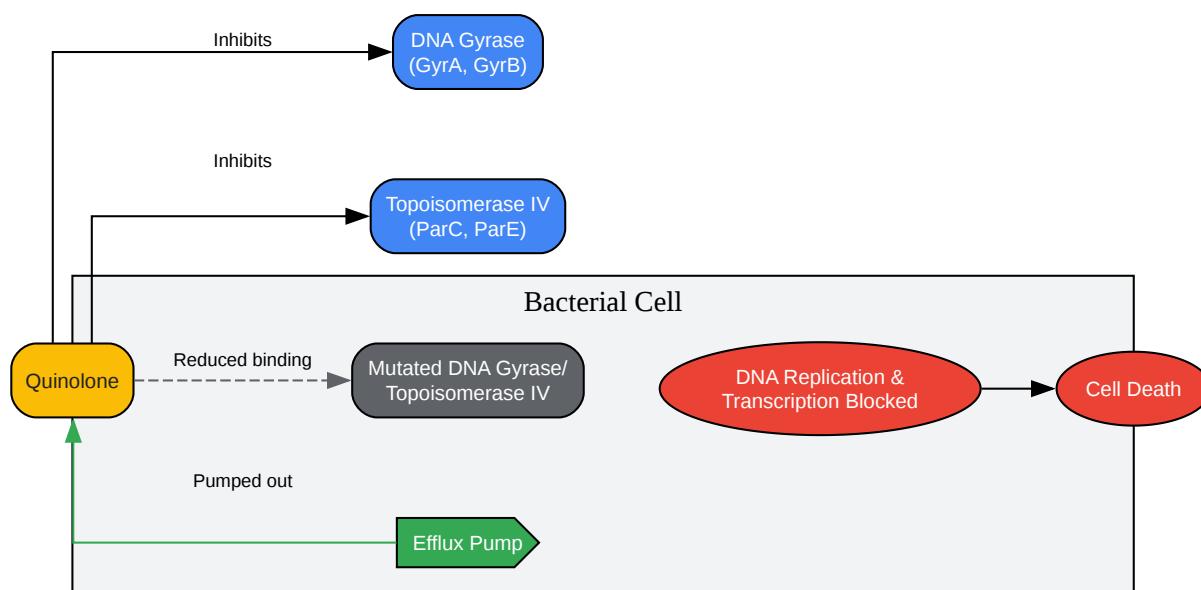 Inhibits
DNA Gyrase
(GyrA, GyrB)
Inhibits
Topoisomerase IV
(ParC, ParE)
Bacterial Cell
Quinolone
Reduced binding
Mutated DNA Gyrase/
Topoisomerase IV
DNA Replication &
Transcription Blocked
Cell Death
Pumped out
Efflux Pump